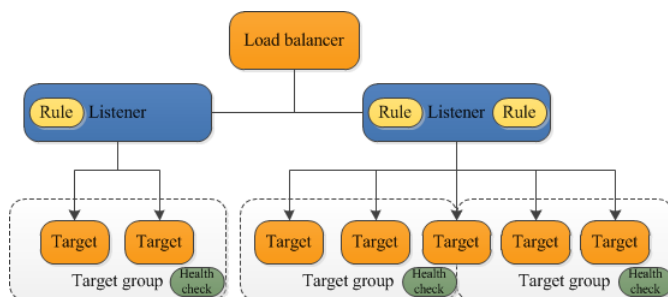 Load balancer
Rule Listener
Rule Listener Rule
Target Target
Target group Health check
Target Target Target Target Target
Target group Health check
Target group Health check